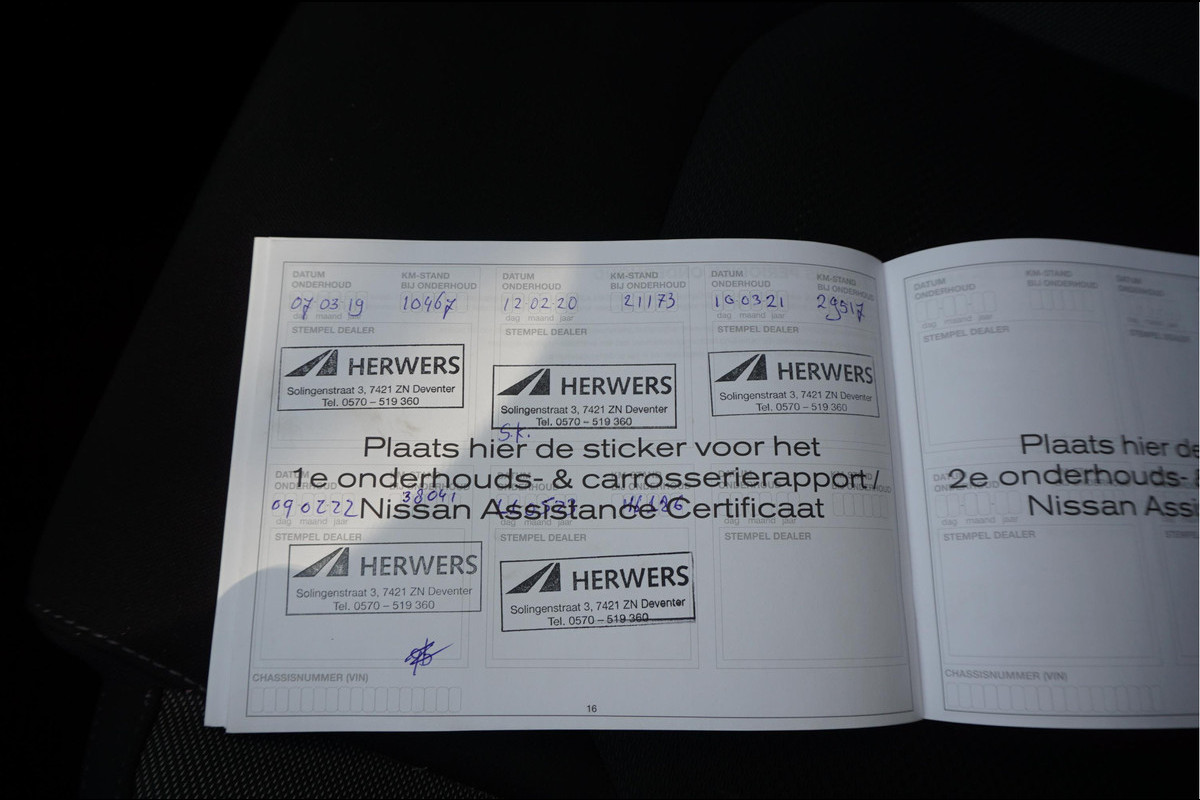 DATUM ONDERHOUD KM-STAND BIJ ONDERHOUD DATUM ONDERHOUD KM-STAND BIJ ONDERHOUD DATUM ONDERHOUD KM-STAND BIJ ONDERHOUD
07 03 19 10467 12 02 20 21173 10 03 21
dag maand jaar dag maand jaar dag maand jaar
STEMPEL DEALER STEMPEL DEALER STEMPEL DEALER
HERWERS
Solingenstraat 3, 7421 ZN Deventer
Tel. 0570 – 519 360
HERWERS
Solingenstraat 3, 7421 ZN Deventer
Tel. 0570 – 519 360
S.K.
HERWERS
Solingenstraat 3, 7421 ZN Deventer
Tel. 0570 – 519 360
Plaats hier de sticker voor het
1e onderhouds- & carrosserierapport/
Nissan Assistance Certificaat
09 02 22 38041
dag maand jaar dag maand jaar dag maand jaar
STEMPEL DEALER STEMPEL DEALER STEMPEL DEALER
HERWERS
Solingenstraat 3, 7421 ZN Deventer
Tel. 0570 – 519 360
HERWERS
Solingenstraat 3, 7421 ZN Deventer
Tel. 0570 – 519 360
CHASSISNUMMER (VIN)
16
DATUM ONDERHOUD KM-STAND BIJ ONDERHOUD
dag maand jaar
STEMPEL DEALER
Plaats hier de
2e onderhouds-
Nissan Assi
dag maand jaar
STEMPEL DEALER
CHASSISNUMMER (VIN)